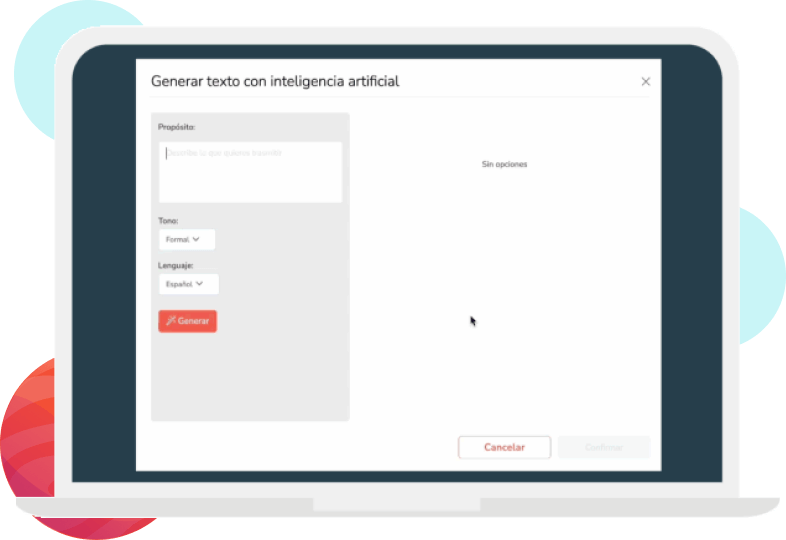 Generar texto con inteligencia artificial
Propósito:
Describe lo que quieres trasmitir
Sin opciones
Tono:
Formal
Lenguaje:
Español
Generar
Cancelar
Confirmar